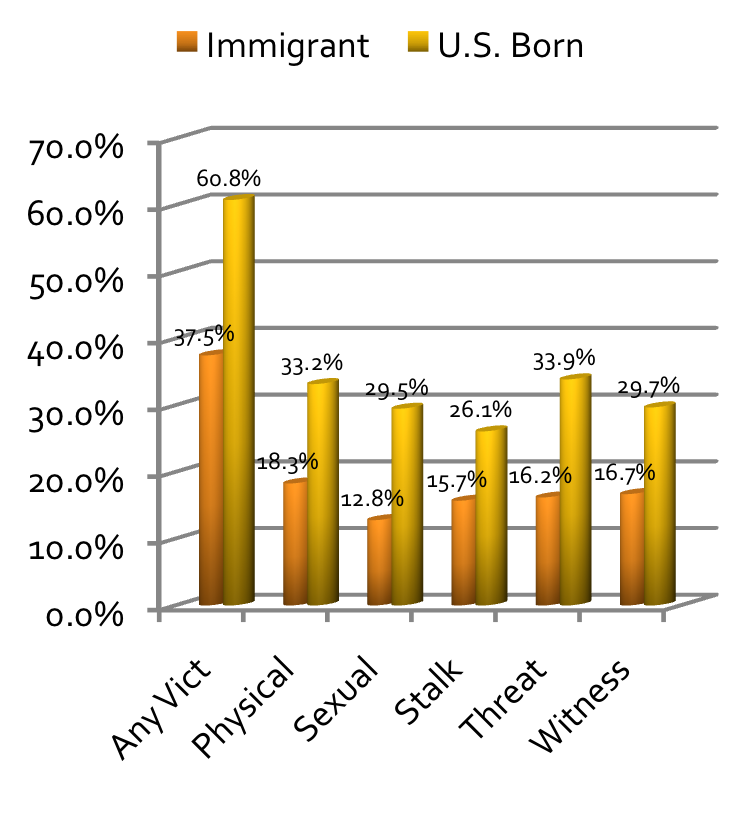 Immigrant U.S. Born
70.0%
60.0%
50.0%
40.0%
30.0%
20.0%
10.0%
0.0%
37.5% 60.8%
18.3% 33.2%
12.8% 29.5%
15.7% 26.1%
16.2% 33.9%
16.7% 29.7%
Any Vict
Physical
Sexual
Stalk
Threat
Witness